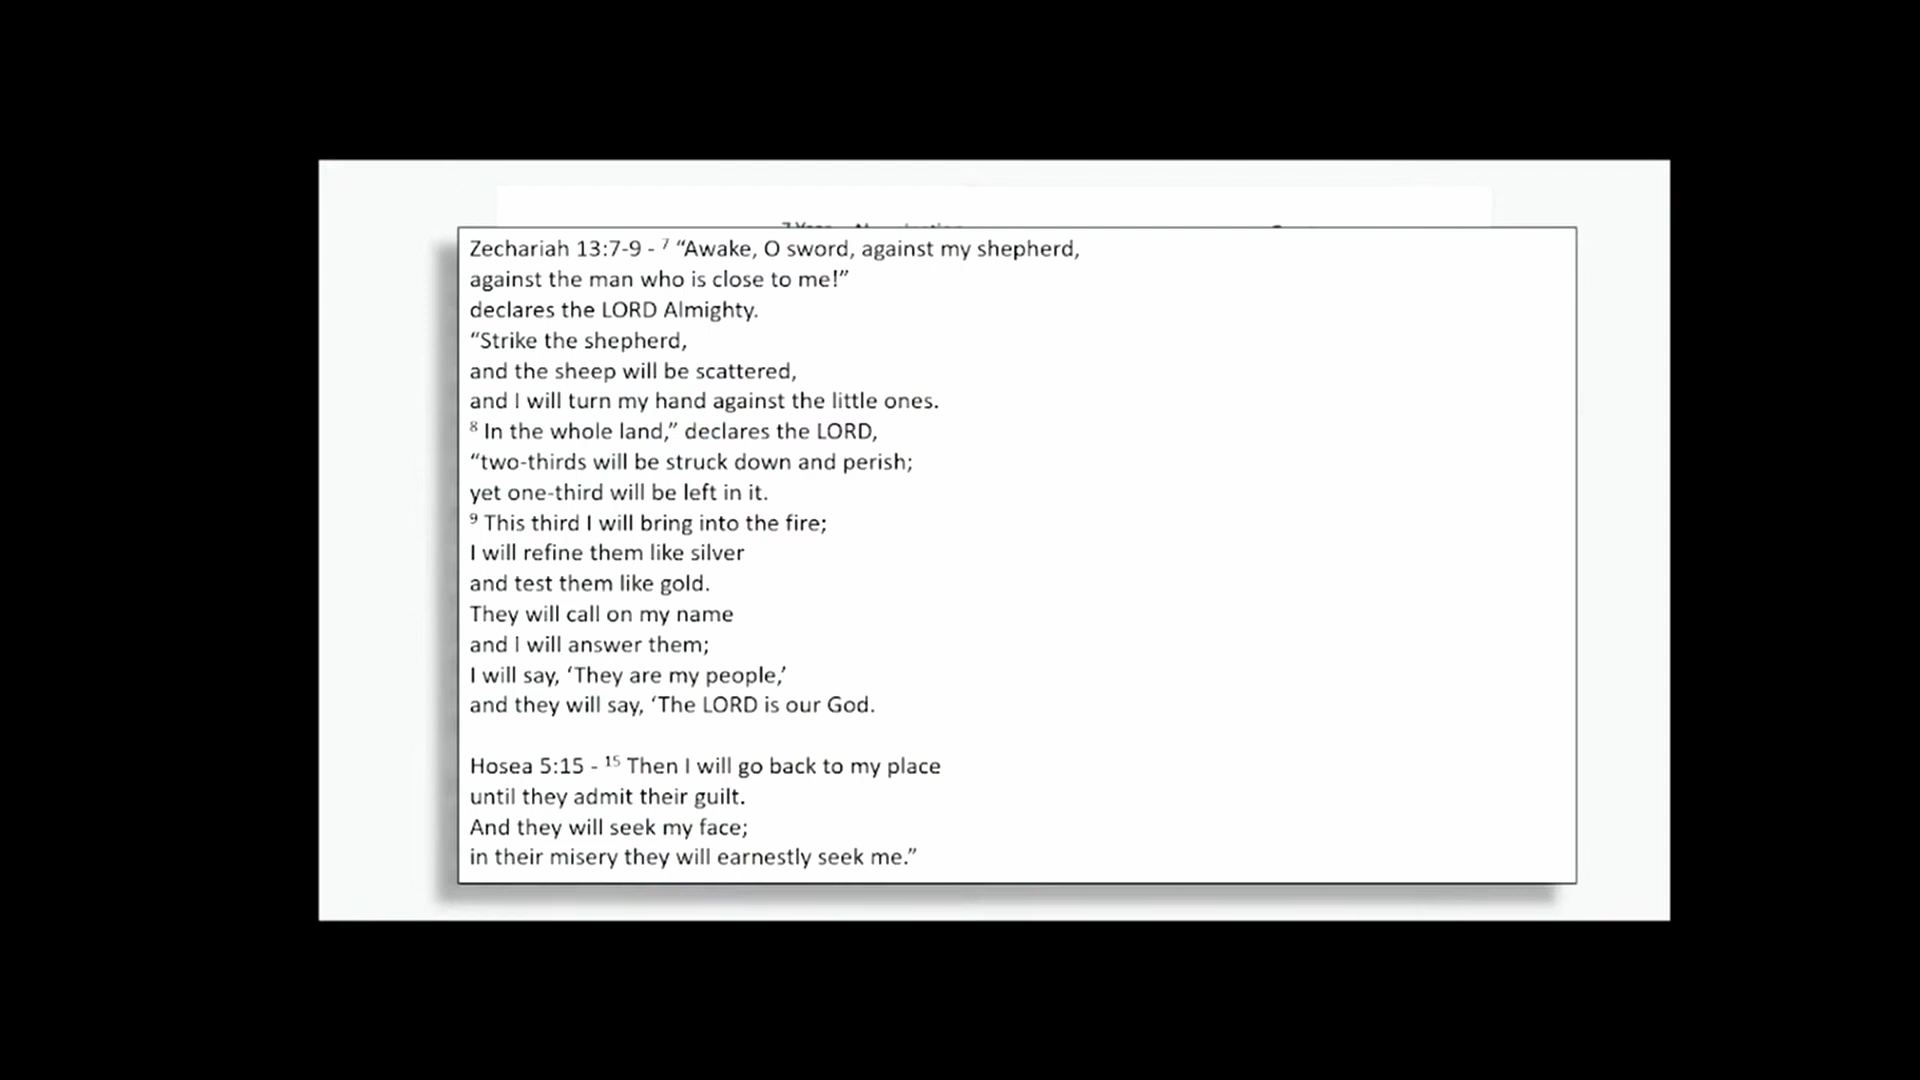 Zechariah 13:7-9 - ⁷ “Awake, O sword, against my shepherd,
against the man who is close to me!”
declares the LORD Almighty.
“Strike the shepherd,
and the sheep will be scattered,
and I will turn my hand against the little ones.
⁸ In the whole land,” declares the LORD,
“two-thirds will be struck down and perish;
yet one-third will be left in it.
⁹ This third I will bring into the fire;
I will refine them like silver
and test them like gold.
They will call on my name
and I will answer them;
I will say, ‘They are my people,’
and they will say, ‘The LORD is our God.
Hosea 5:15 - ¹⁵ Then I will go back to my place
until they admit their guilt.
And they will seek my face;
in their misery they will earnestly seek me.”